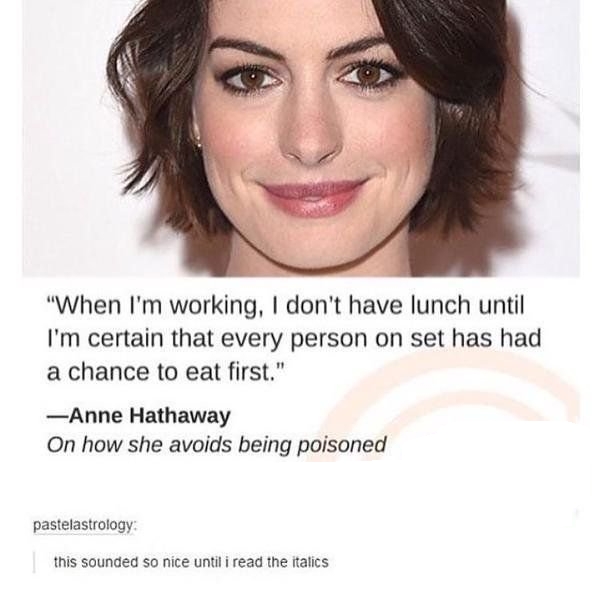 “When I’m working, I don’t have lunch until
I’m certain that every person on set has had
a chance to eat first.”
—Anne Hathaway
On how she avoids being poisoned
pastelastrology:
this sounded so nice until i read the italics